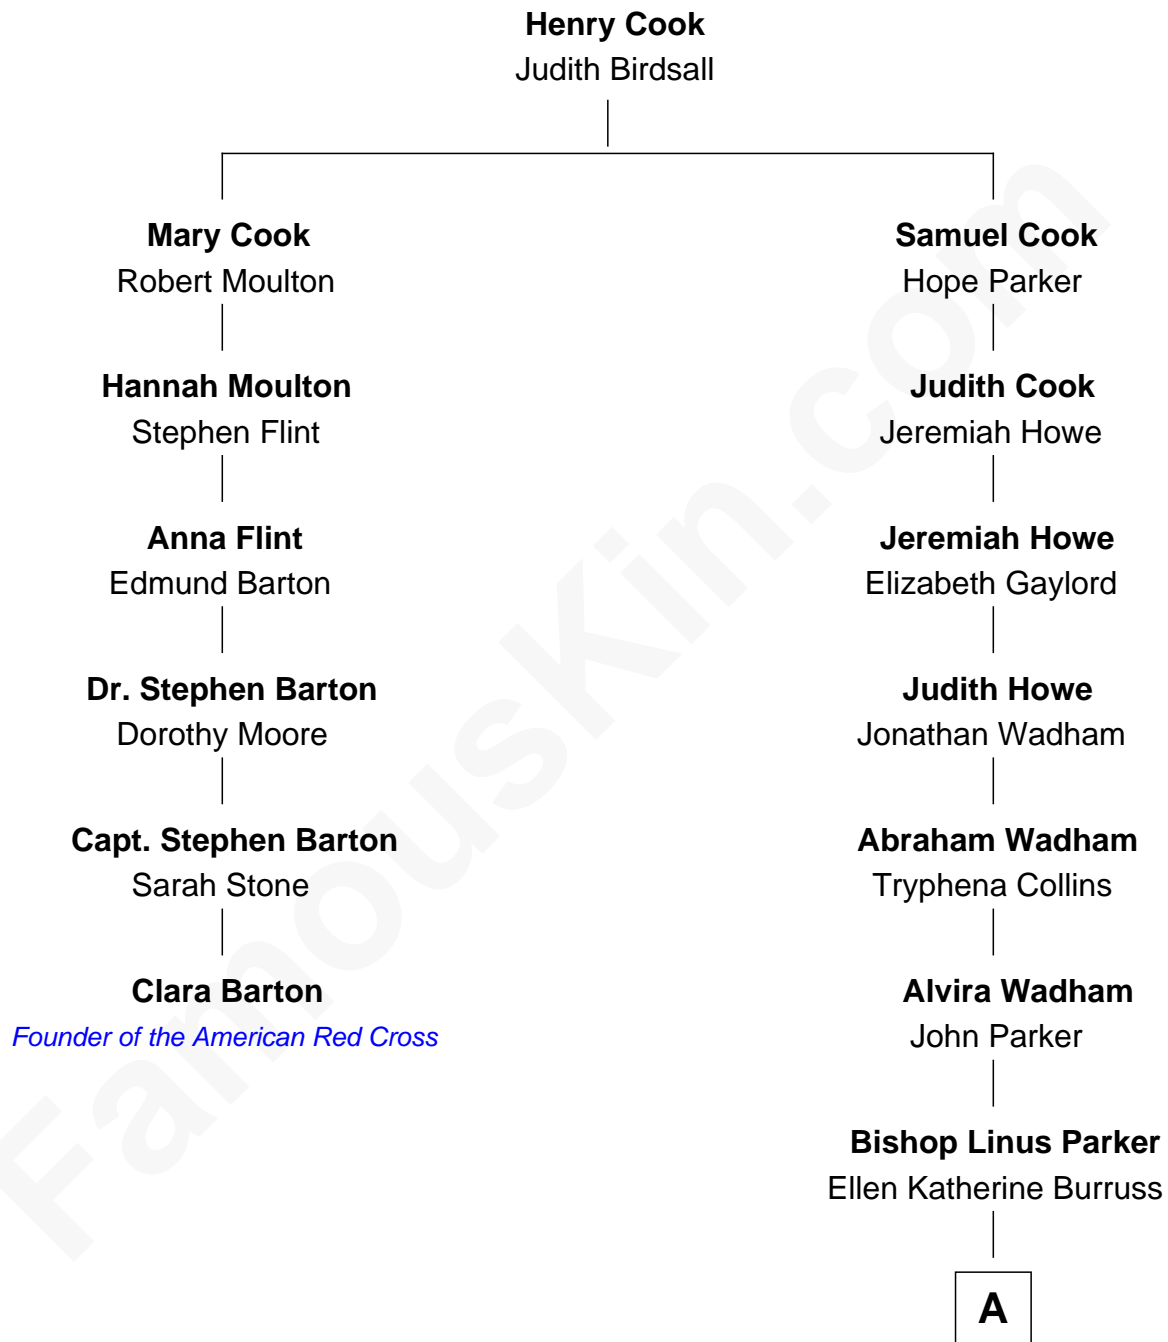 Henry Cook
Judith Birdsall
Mary Cook
Robert Moulton
Samuel Cook
Hope Parker
Hannah Moulton
Stephen Flint
Judith Cook
Jeremiah Howe
Anna Flint
Edmund Barton
Jeremiah Howe
Elizabeth Gaylord
Dr. Stephen Barton
Dorothy Moore
Judith Howe
Jonathan Wadham
Capt. Stephen Barton
Sarah Stone
Abraham Wadham
Tryphena Collins
Clara Barton
Founder of the American Red Cross
Alvira Wadham
John Parker
Bishop Linus Parker
Ellen Katherine Burruss
A
FamousKin.com